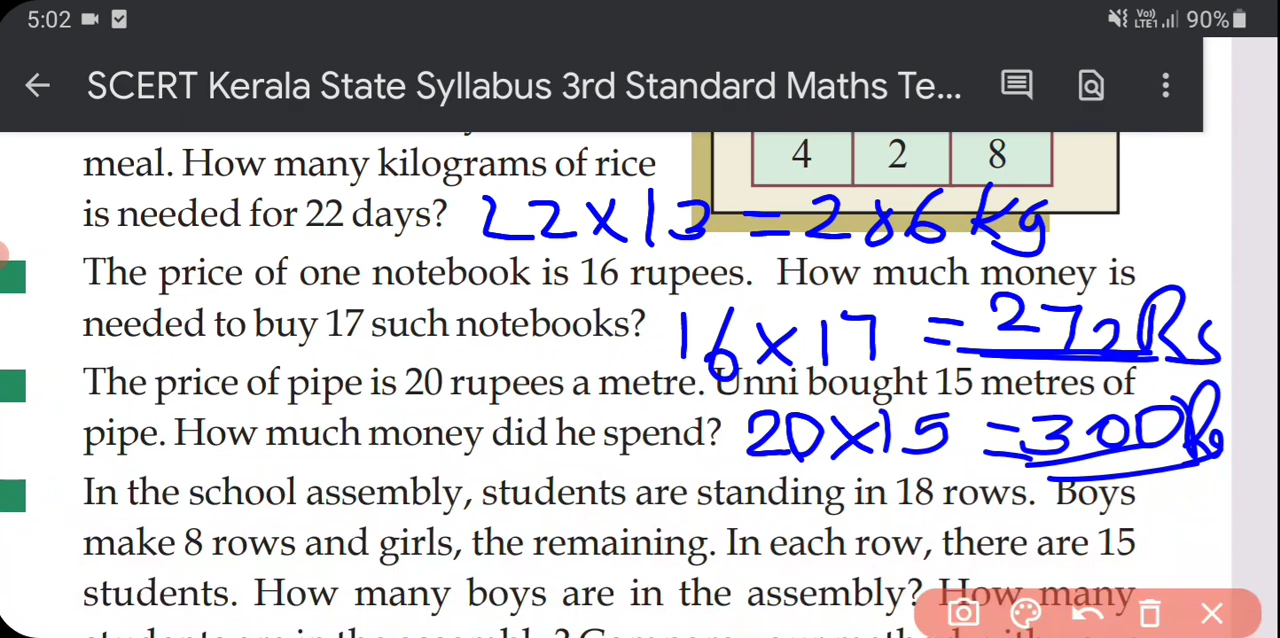 5:02 Vo) LTE1 90%
SCERT Kerala State Syllabus 3rd Standard Maths Te...
4 2 8
meal. How many kilograms of rice
is needed for 22 days? 22×13 = 286 kg
The price of one notebook is 16 rupees. How much money is
needed to buy 17 such notebooks? 16×17 = 272 Rs
The price of pipe is 20 rupees a metre. Unni bought 15 metres of
pipe. How much money did he spend? 20×15 = 300 Rs
In the school assembly, students are standing in 18 rows. Boys
make 8 rows and girls, the remaining. In each row, there are 15
students. How many boys are in the assembly? How many